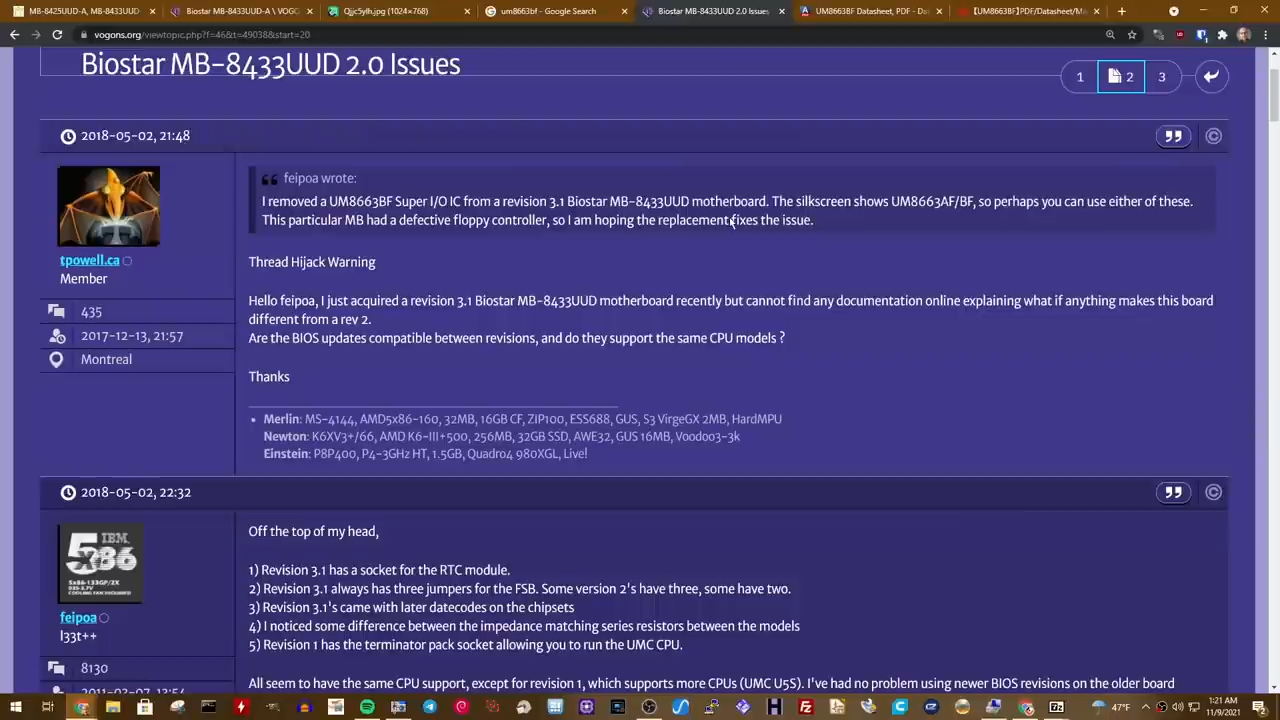 MB-8425UUD / MB-8433UUD
Biostar MB-8433UUD-A \ VOGO
Qjjc5ylh.jpg (1024×768)
um8663bf - Google Search
Biostar MB-8433UUD 2.0 Issues
UM8663BF Datasheet, PDF - Da
【UM8663BF】PDF/Datasheet/Ma
vogons.org/viewtopic.php?f=46&t=49038&start=20
Biostar MB-8433UUD 2.0 Issues
1
2
3
2018-05-02, 21:48
tpowell.ca
Member
435
2017-12-13, 21:57
Montreal
feipoa wrote:
I removed a UM8663BF Super I/O IC from a revision 3.1 Biostar MB-8433UUD motherboard. The silkscreen shows UM8663AF/BF, so perhaps you can use either of these.
This particular MB had a defective floppy controller, so I am hoping the replacement fixes the issue.
Thread Hijack Warning
Hello feipoa, I just acquired a revision 3.1 Biostar MB-8433UUD motherboard recently but cannot find any documentation online explaining what if anything makes this board
different from a rev 2.
Are the BIOS updates compatible between revisions, and do they support the same CPU models ?
Thanks
Merlin: MS-4144, AMD5x86-160, 32MB, 16GB CF, ZIP100, ESS688, GUS, S3 VirgeGX 2MB, HardMPU
Newton: K6XV3+/66, AMD K6-III+500, 256MB, 32GB SSD, AWE32, GUS 16MB, Voodoo3-3k
Einstein: P8P400, P4-3GHz HT, 1.5GB, Quadro4 980XGL, Live!
2018-05-02, 22:32
IBM
5x86
feipoa
l33t++
8130
2011-03-07, 13:54
Off the top of my head,
1) Revision 3.1 has a socket for the RTC module.
2) Revision 3.1 always has three jumpers for the FSB. Some version 2's have three, some have two.
3) Revision 3.1's came with later datecodes on the chipsets
4) I noticed some difference between the impedance matching series resistors between the models
5) Revision 1 has the terminator pack socket allowing you to run the UMC CPU.
All seem to have the same CPU support, except for revision 1, which supports more CPUs (UMC U5S). I've had no problem using newer BIOS revisions on the older board
47°F
1:21 AM
11/9/2021